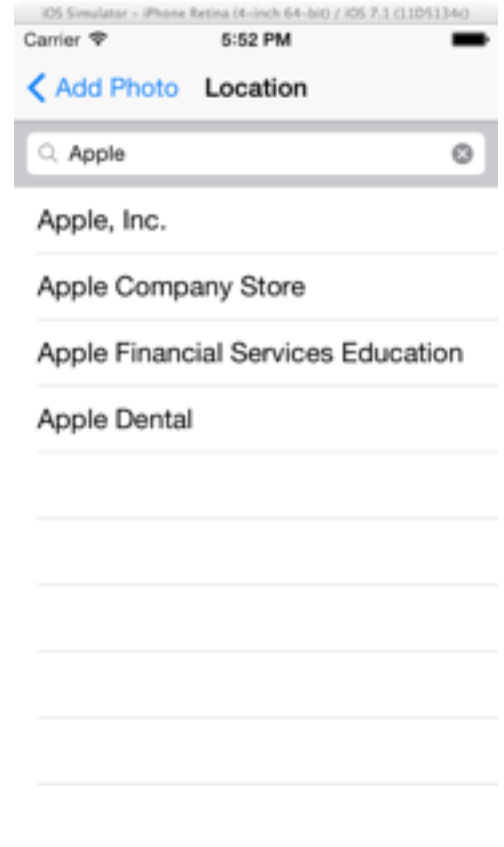 iOS Simulator - iPhone Retina (4-inch 64-bit) / iOS 7.1 (11D5134c)
Carrier 5:52 PM
Add Photo Location
Apple
Apple, Inc.
Apple Company Store
Apple Financial Services Education
Apple Dental